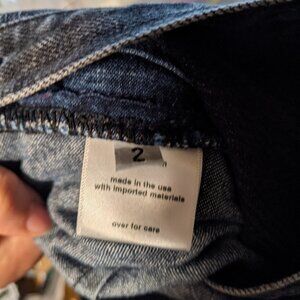 2
made in the usa
with imported materials
over for care